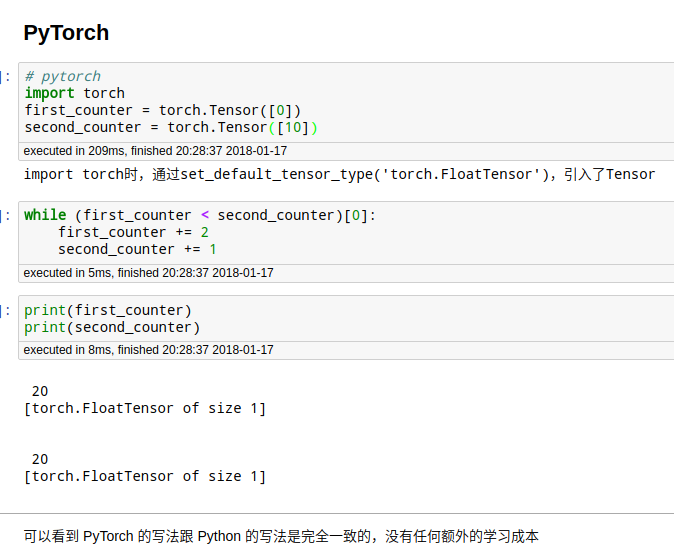 PyTorch
]: # pytorch
import torch
first_counter = torch.Tensor([0])
second_counter = torch.Tensor([10])
executed in 209ms, finished 20:28:37 2018-01-17
import torch时，通过set_default_tensor_type('torch.FloatTensor')，引入了Tensor
]: while (first_counter < second_counter)[0]:
    first_counter += 2
    second_counter += 1
executed in 5ms, finished 20:28:37 2018-01-17
]: print(first_counter)
print(second_counter)
executed in 8ms, finished 20:28:37 2018-01-17
 20
[torch.FloatTensor of size 1]
 20
[torch.FloatTensor of size 1]
可以看到 PyTorch 的写法跟 Python 的写法是完全一致的，没有任何额外的学习成本